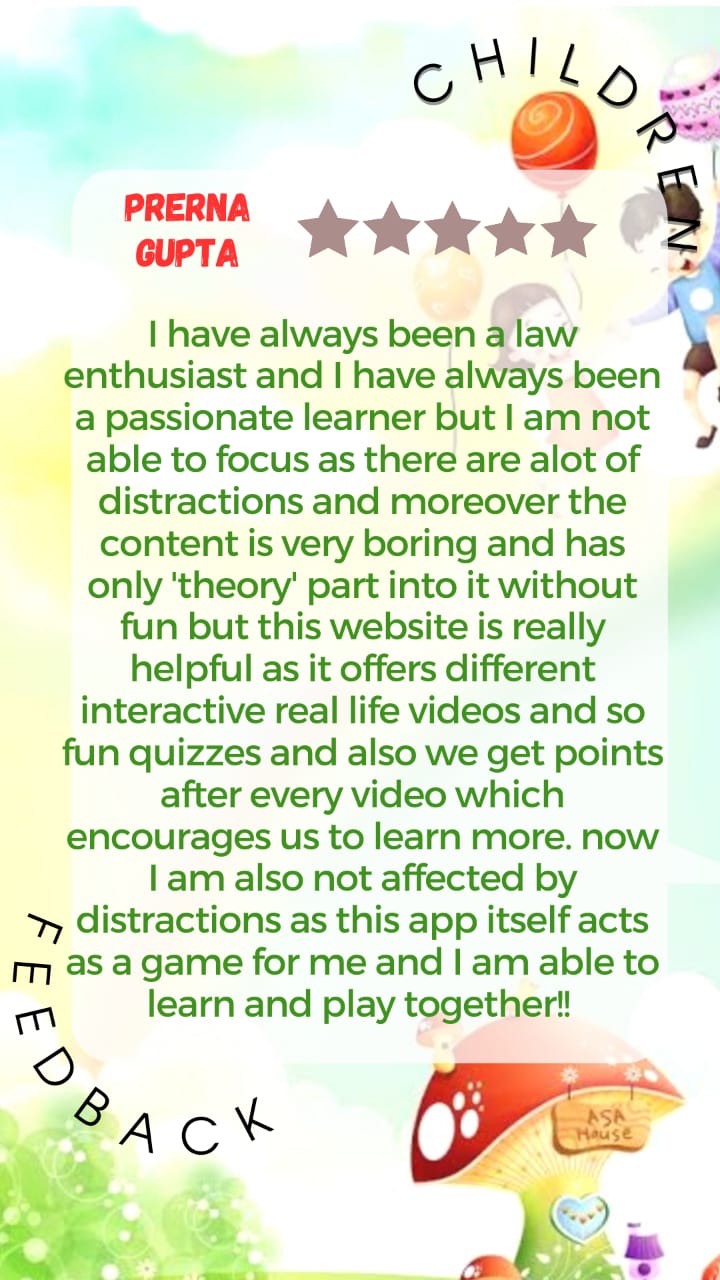 CHILDREN
PRERNA
GUPTA
I have always been a law
enthusiast and I have always been
a passionate learner but I am not
able to focus as there are alot of
distractions and moreover the
content is very boring and has
only 'theory' part into it without
fun but this website is really
helpful as it offers different
interactive real life videos and so
fun quizzes and also we get points
after every video which
encourages us to learn more. now
I am also not affected by
distractions as this app itself acts
as a game for me and I am able to
learn and play together!!
FEEDBACK
ASA
House